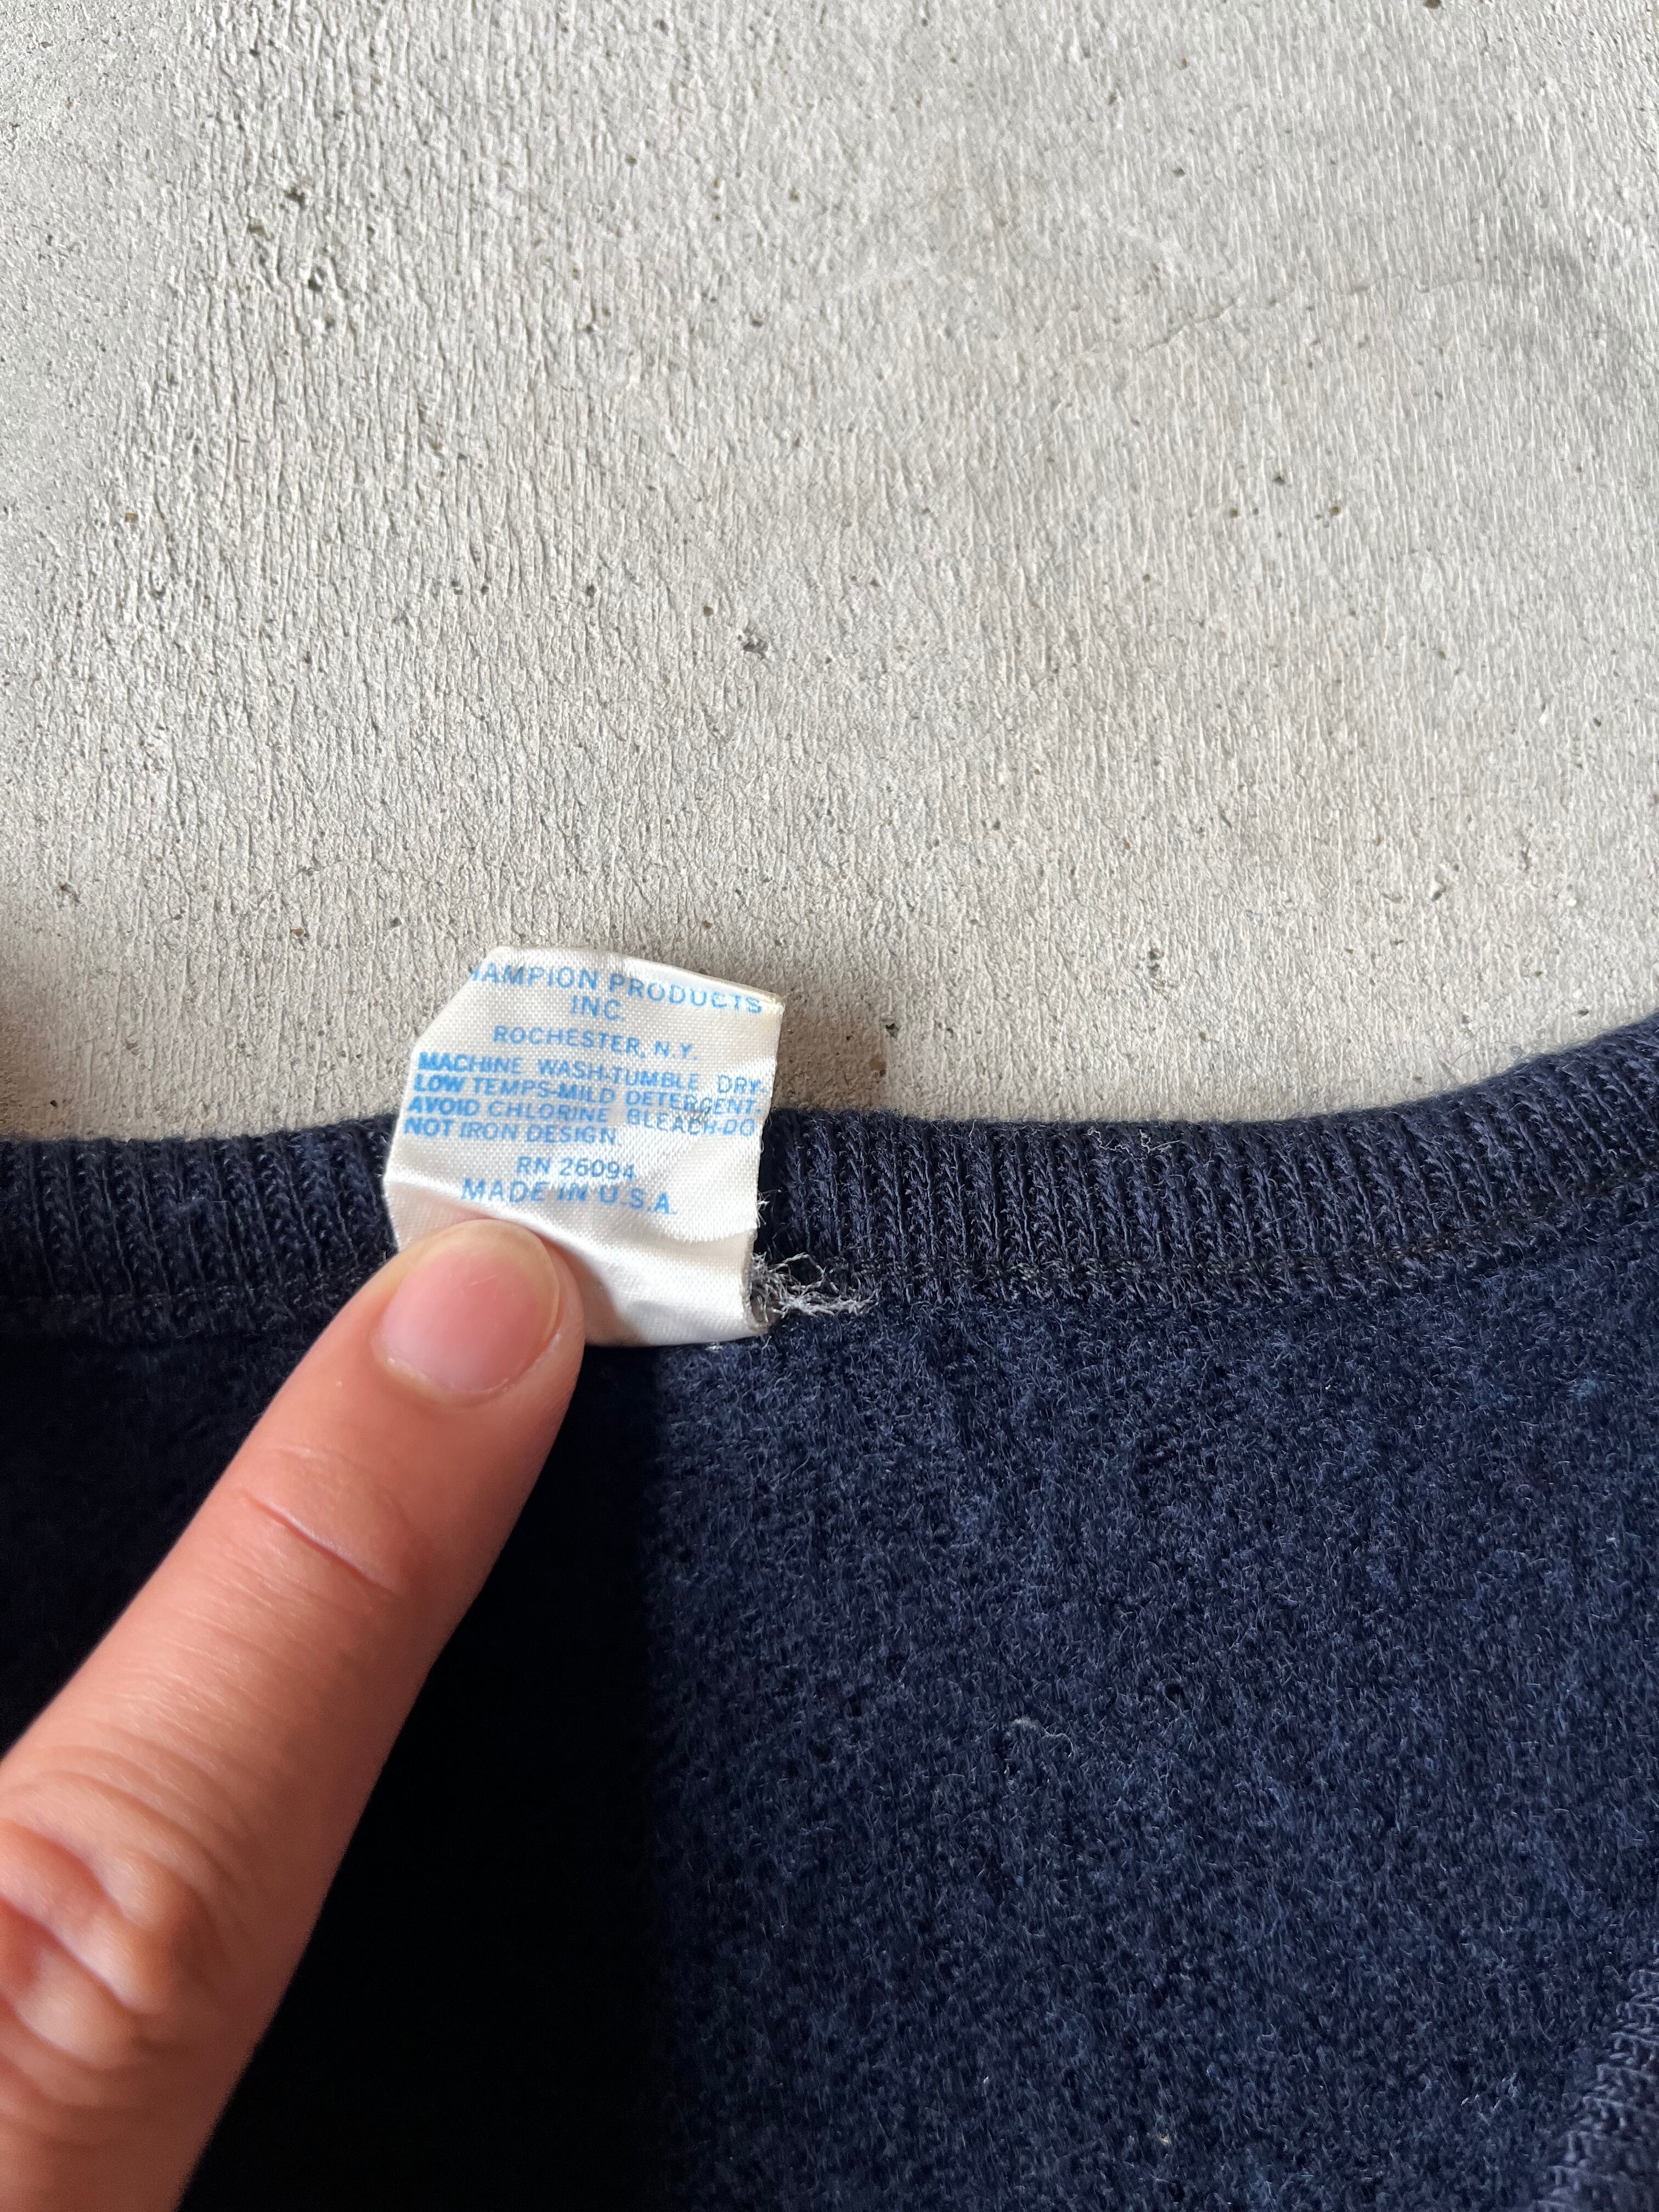 HAMPION PRODUCTS
INC.
ROCHESTER, N.Y.
MACHINE WASH-TUMBLE DRY-
LOW TEMPS-MILD DETERGENT.
AVOID CHLORINE BLEACH-DO
NOT IRON DESIGN.
RN 26094
MADE IN U.S.A.